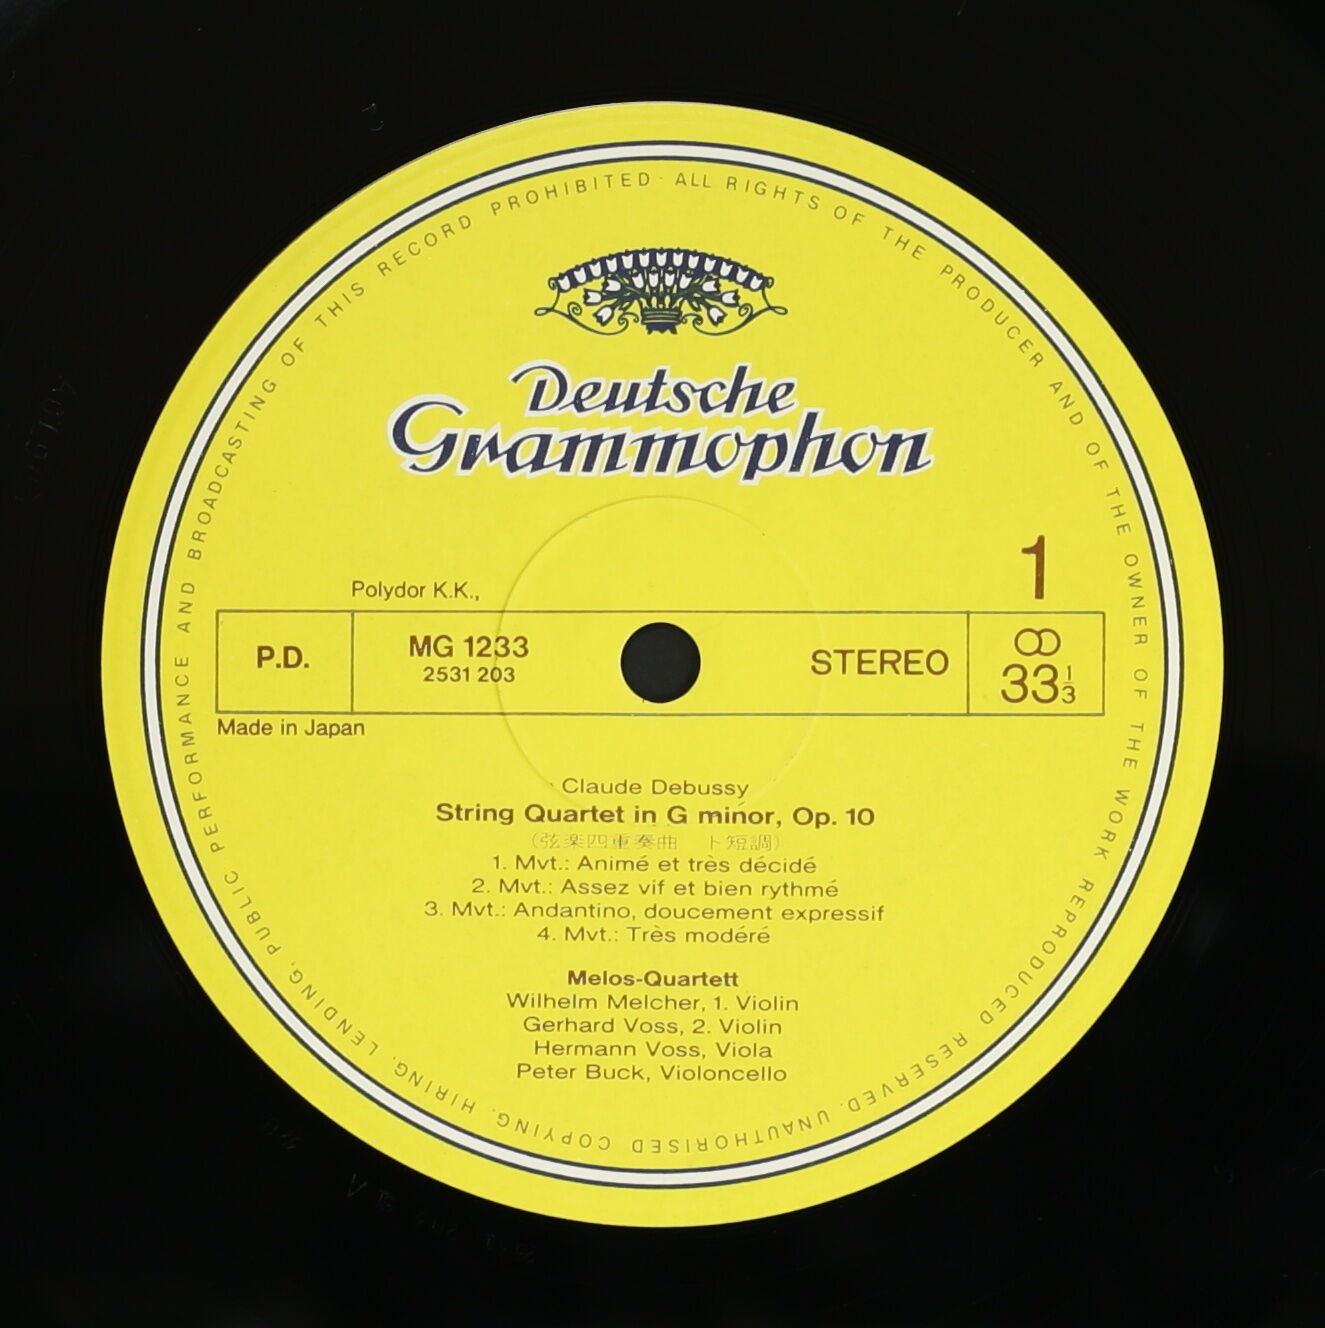 PUBLIC PERFORMANCE AND BROADCASTING OF THIS RECORD PROHIBITED · ALL RIGHTS OF THE PRODUCER AND OF THE OWNER OF THE WORK REPRODUCED RESERVED. UNAUTHORISED COPYING, HIRING, LENDING,
Deutsche
Grammophon
1
Polydor K.K.,
P.D. MG 1233 STEREO
2531 203 33 1/3
Made in Japan
Claude Debussy
String Quartet in G minor, Op. 10
(弦楽四重奏曲 ト短調)
1. Mvt.: Animé et très décidé
2. Mvt.: Assez vif et bien rythmé
3. Mvt.: Andantino, doucement expressif
4. Mvt.: Très modéré
Melos-Quartett
Wilhelm Melcher, 1. Violin
Gerhard Voss, 2. Violin
Hermann Voss, Viola
Peter Buck, Violoncello